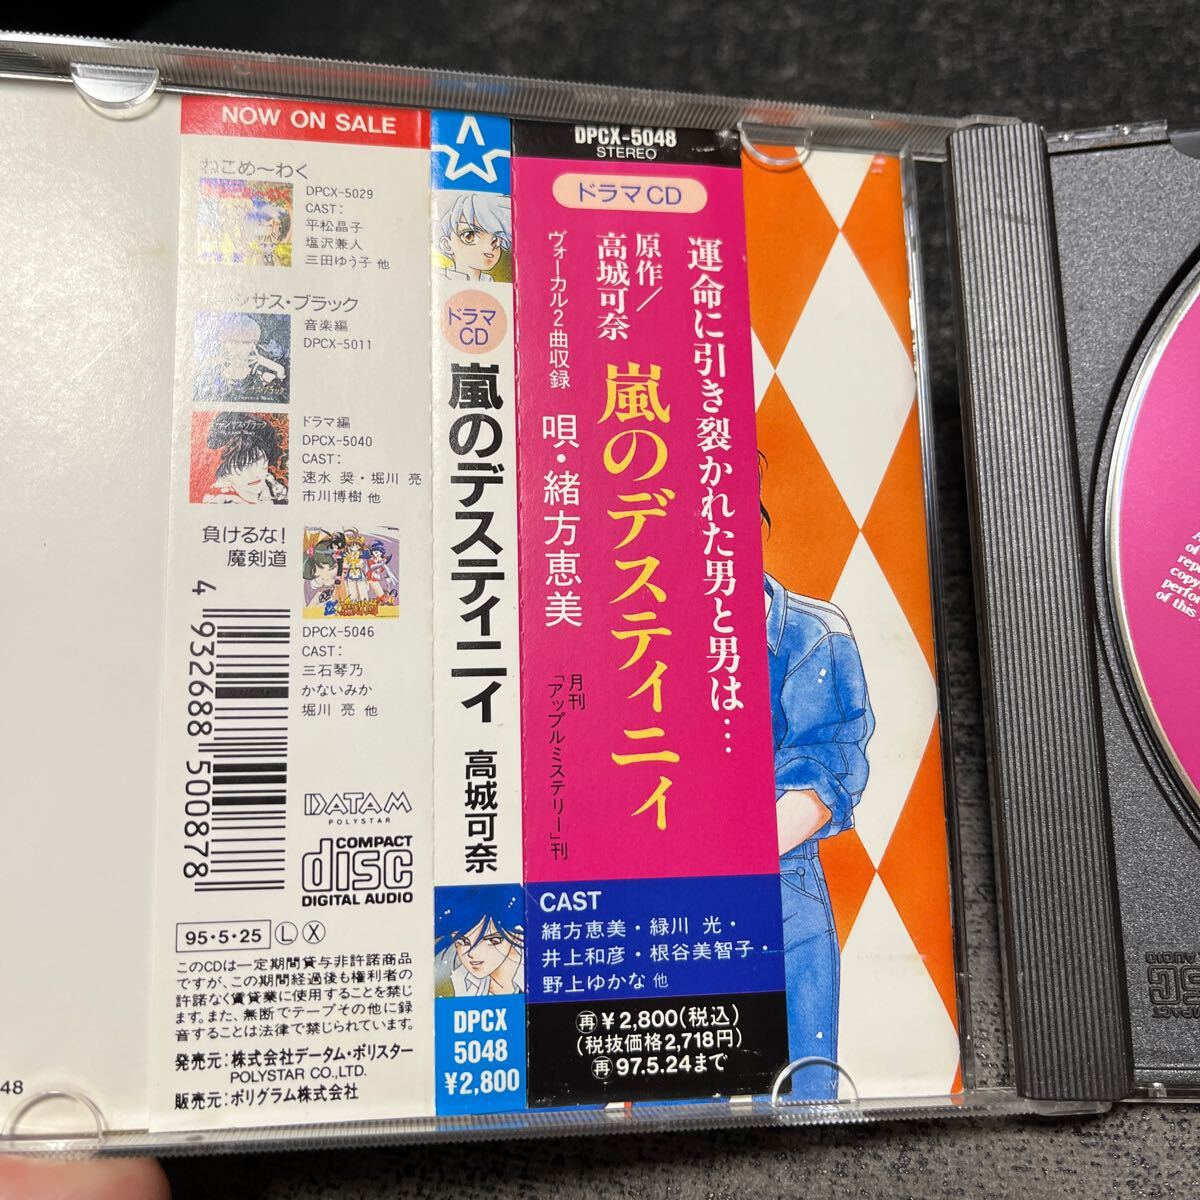 NOW ON SALE
ねこめ〜わく
DPCX-5029
CAST:
平松晶子
塩沢兼人
三田ゆう子 他
サス・ブラック
音楽編
DPCX-5011
ドラマ編
DPCX-5040
CAST:
速水 奨・堀川 亮
市川博樹 他
負けるな!
魔剣道
DPCX-5046
CAST:
三石琴乃
かないみか
堀川 亮 他
4 932688 500878
DATAM
POLYSTAR
COMPACT
disc
DIGITAL AUDIO
95・5・25 L X
このCDは一定期間貸与非許諾商品
ですが、この期間経過後も権利者の
許諾なく賃貸業に使用することを禁じ
ます。また、無断でテープその他に録
音することは法律で禁じられています。
発売元:株式会社データム・ポリスター
POLYSTAR CO.,LTD.
販売元:ポリグラム株式会社
48
ドラマ
CD
嵐のデスティニィ 高城可奈
DPCX
5048
¥2,800
DPCX-5048
STEREO
ドラマCD
運命に引き裂かれた男と男は…
原作/
高城可奈
嵐のデスティニィ
ヴォーカル2曲収録
唄・緒方恵美
月刊
「アップルミステリー」刊
CAST
緒方恵美・緑川 光・
井上和彦・根谷美智子・
野上ゆかな 他
再¥2,800(税込)
(税抜価格2,718円)
再97.5.24まで
of this